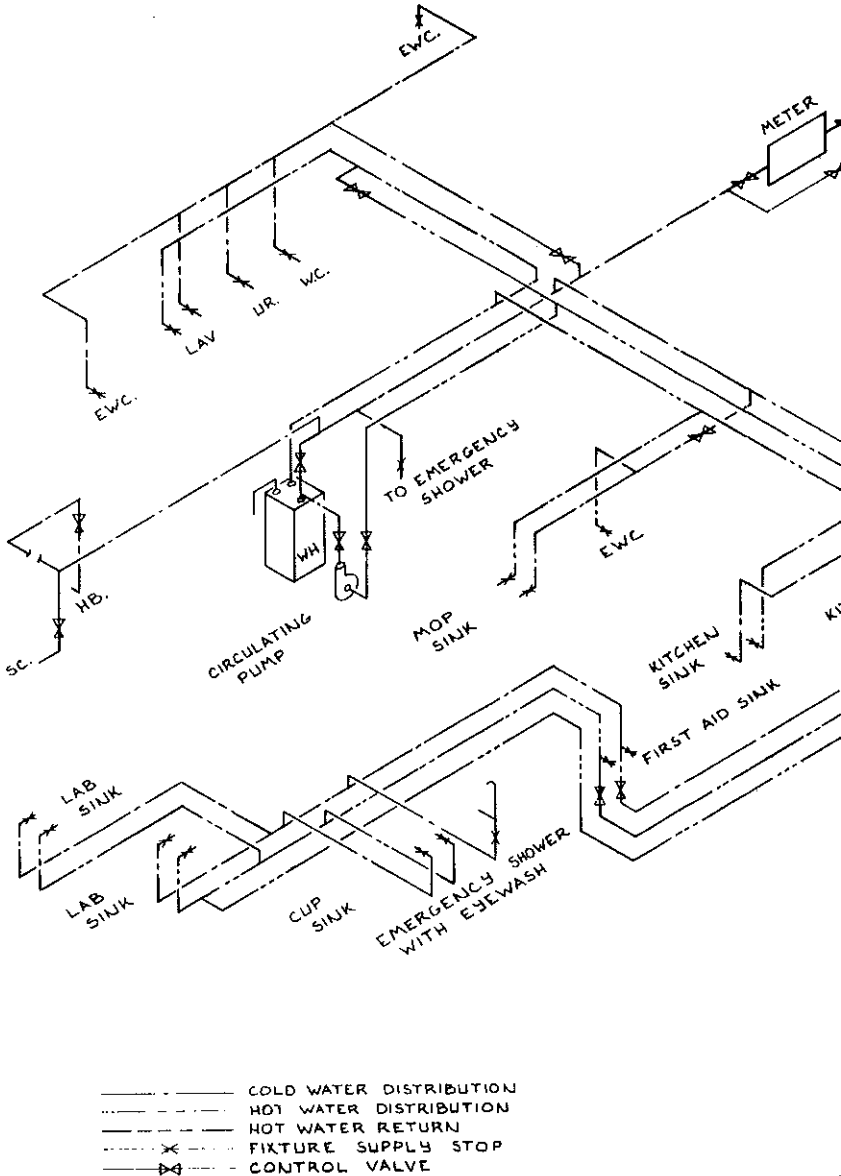 EWC.
METER
W.C.
UR.
LAV
EWC.
TO EMERGENCY
SHOWER
WH
EWC
HB.
MOP
SINK
CIRCULATING
PUMP
SC.
KITCHEN
SINK
FIRST AID SINK
LAB
SINK
LAB
SINK
CUP
SINK
EMERGENCY SHOWER
WITH EYEWASH
COLD WATER DISTRIBUTION
HOT WATER DISTRIBUTION
HOT WATER RETURN
FIXTURE SUPPLY STOP
CONTROL VALVE